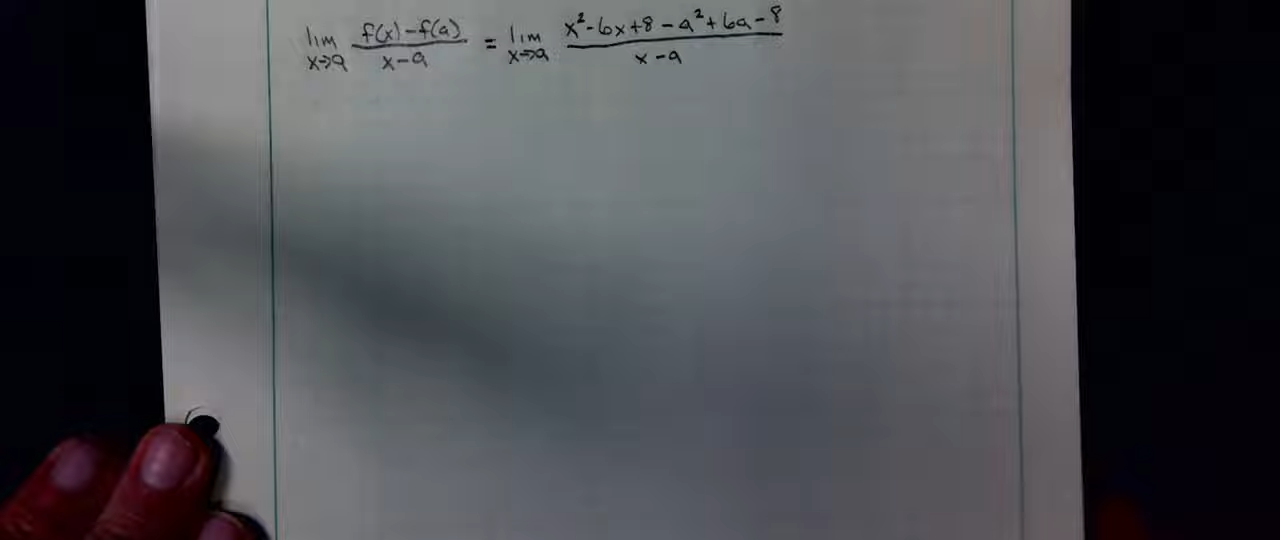 lim x→a f(x)-f(a) / x-a = lim x→a x²-6x+8-a²+6a-8 / x-a